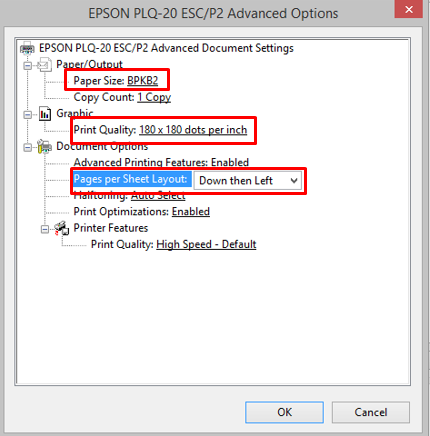 EPSON PLQ-20 ESC/P2 Advanced Options
EPSON PLQ-20 ESC/P2 Advanced Document Settings
Paper/Output
Paper Size: BPKB2
Copy Count: 1 Copy
Graphic
Print Quality: 180 x 180 dots per inch
Document Options
Advanced Printing Features: Enabled
Pages per Sheet Layout: Down then Left
Halftoning: Auto Select
Print Optimizations: Enabled
Printer Features
Print Quality: High Speed - Default
OK Cancel